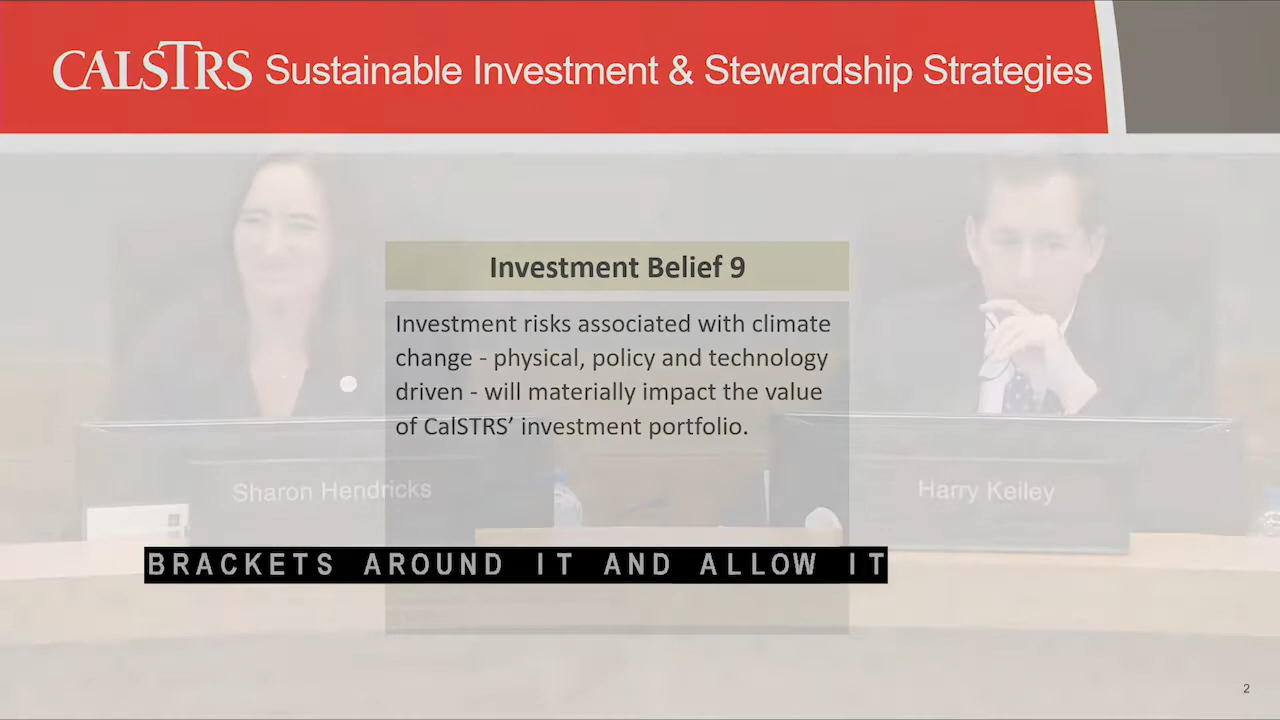 CALSTRS Sustainable Investment & Stewardship Strategies
Investment Belief 9
Investment risks associated with climate
change - physical, policy and technology
driven - will materially impact the value
of CalSTRS’ investment portfolio.
Sharon Hendricks
Harry Keiley
BRACKETS AROUND IT AND ALLOW IT
2